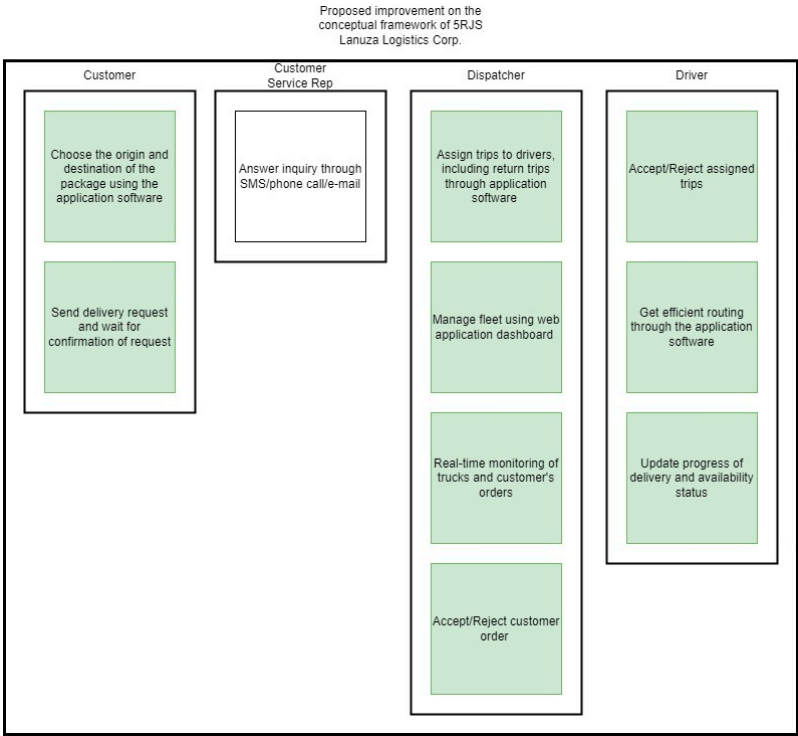 Proposed improvement on the
conceptual framework of 5RJS
Lanuza Logistics Corp.
Customer
Choose the origin and
destination of the
package using the
application software
Send delivery request
and wait for
confirmation of request
Customer
Service Rep
Answer inquiry through
SMS/phone call/e-mail
Dispatcher
Assign trips to drivers,
including return trips
through application
software
Manage fleet using web
application dashboard
Real-time monitoring of
trucks and customer's
orders
Accept/Reject customer
order
Driver
Accept/Reject assigned
trips
Get efficient routing
through the application
software
Update progress of
delivery and availability
status